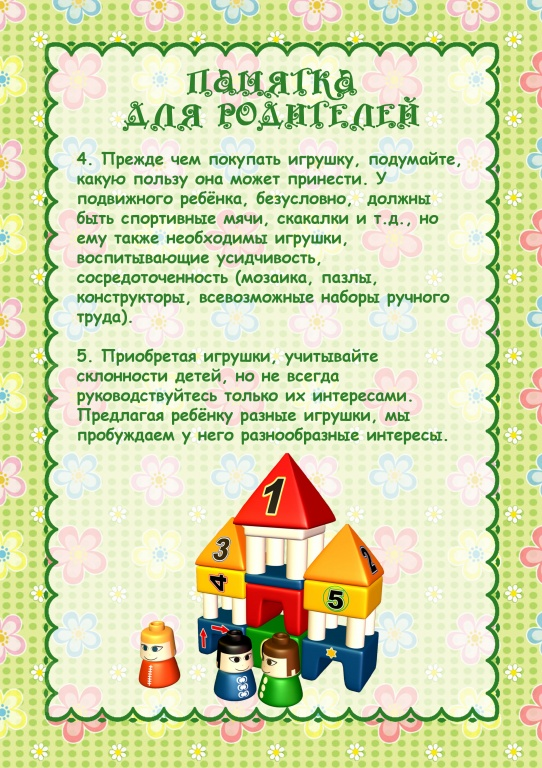 ПАМЯТКА
ДЛЯ РОДИТЕЛЕЙ
4. Прежде чем покупать игрушку, подумайте,
какую пользу она может принести. У
подвижного ребёнка, безусловно, должны
быть спортивные мячи, скакалки и т.д., но
ему также необходимы игрушки,
воспитывающие усидчивость,
сосредоточенность (мозаика, пазлы,
конструкторы, всевозможные наборы ручного
труда).
5. Приобретая игрушки, учитывайте
склонности детей, но не всегда
руководствуйтесь только их интересами.
Предлагая ребёнку разные игрушки, мы
пробуждаем у него разнообразные интересы.
1
3
2
4
5